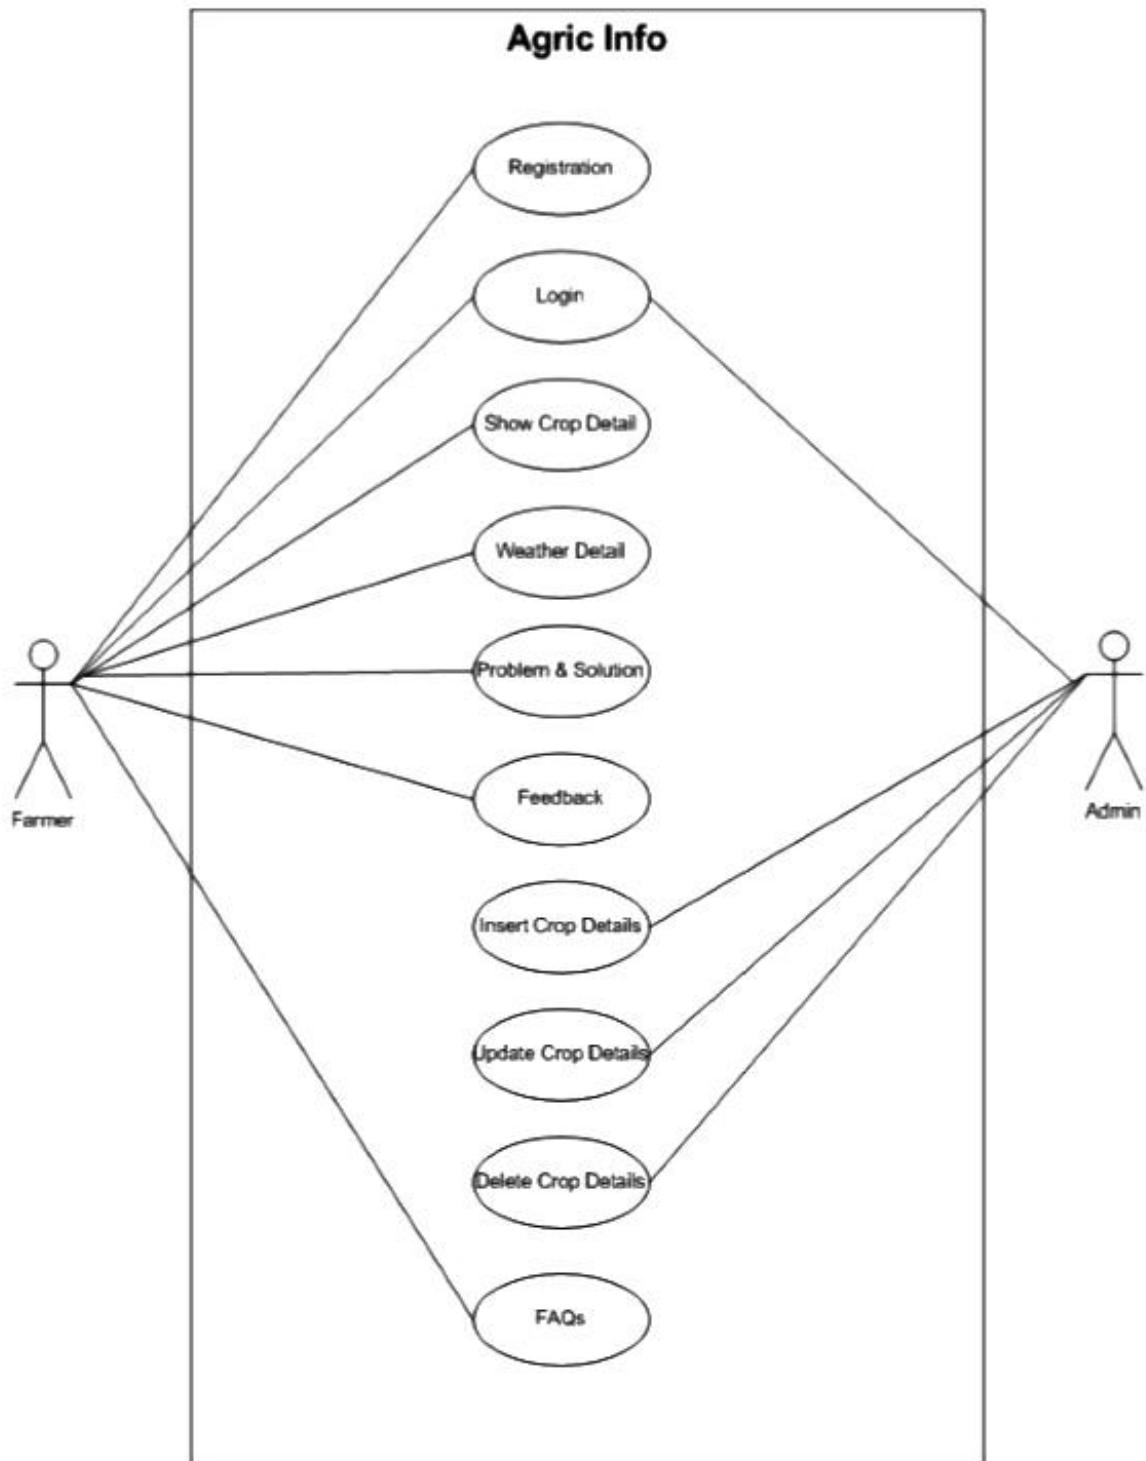 Agric Info
Registration
Login
Show Crop Detail
Weather Detail
Problem & Solution
Feedback
Farmer
Admin
Insert Crop Details
Update Crop Details
Delete Crop Details
FAQs